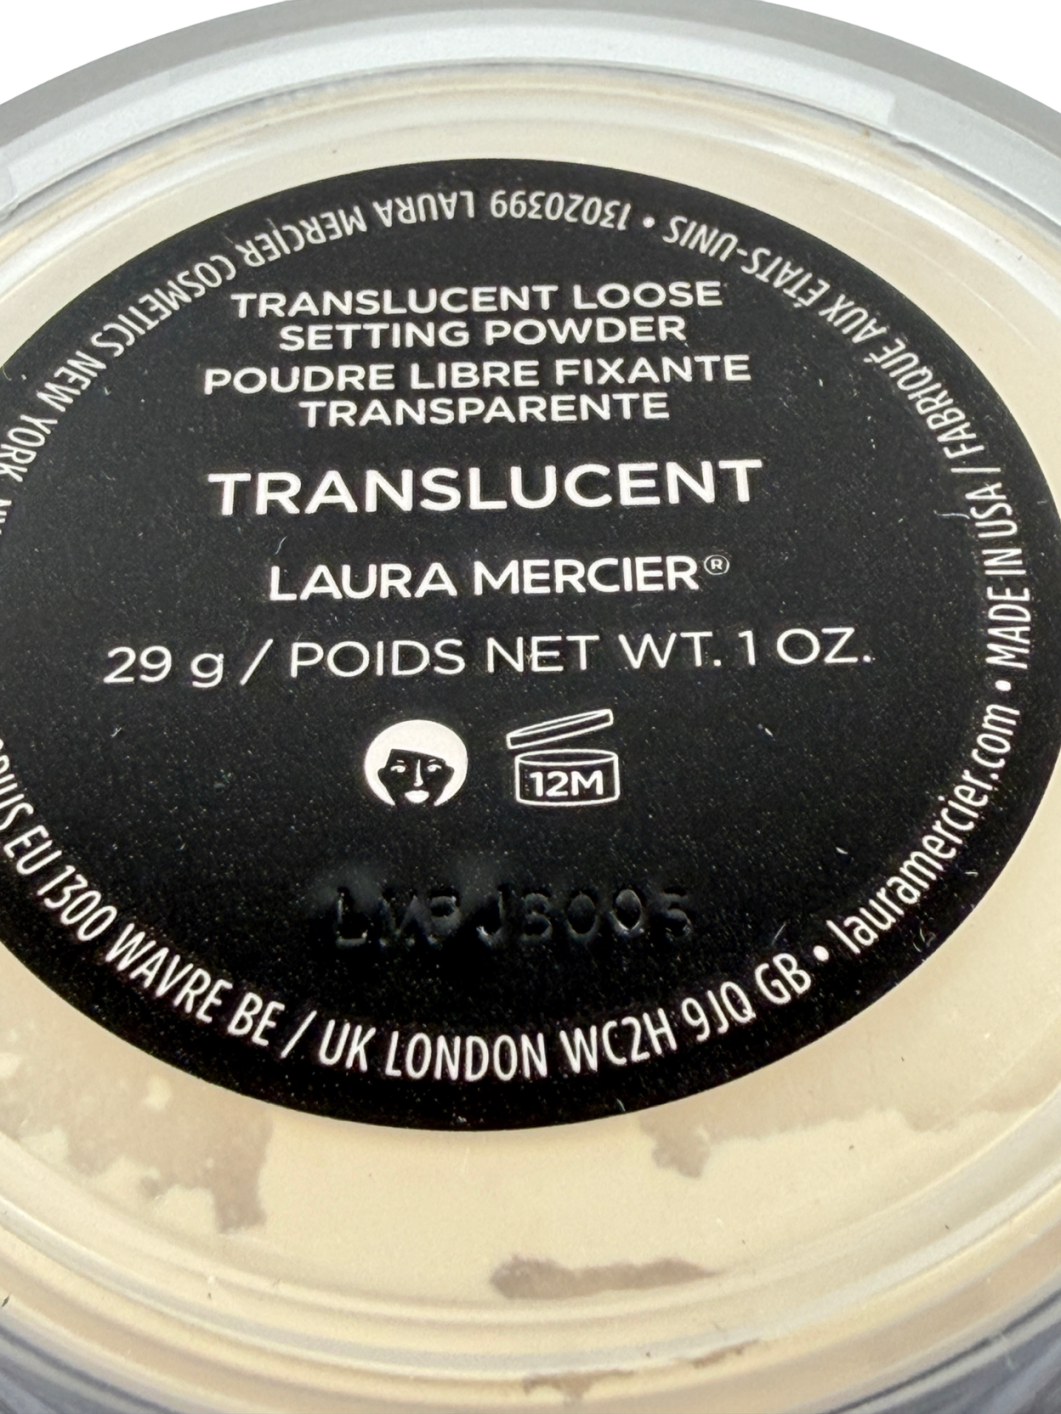 TRANSLUCENT LOOSE
SETTING POWDER
POUDRE LIBRE FIXANTE
TRANSPARENTE
TRANSLUCENT
LAURA MERCIER®
29 g / POIDS NET WT. 1 OZ.
12M
13020399 LAURA MERCIER COSMETICS NEW YORK
EU 1300 WAVRE BE / UK LONDON WC2H 9JQ GB • lauramercier.com • MADE IN USA / FABRIQUÉ AUX ÉTATS-UNIS •